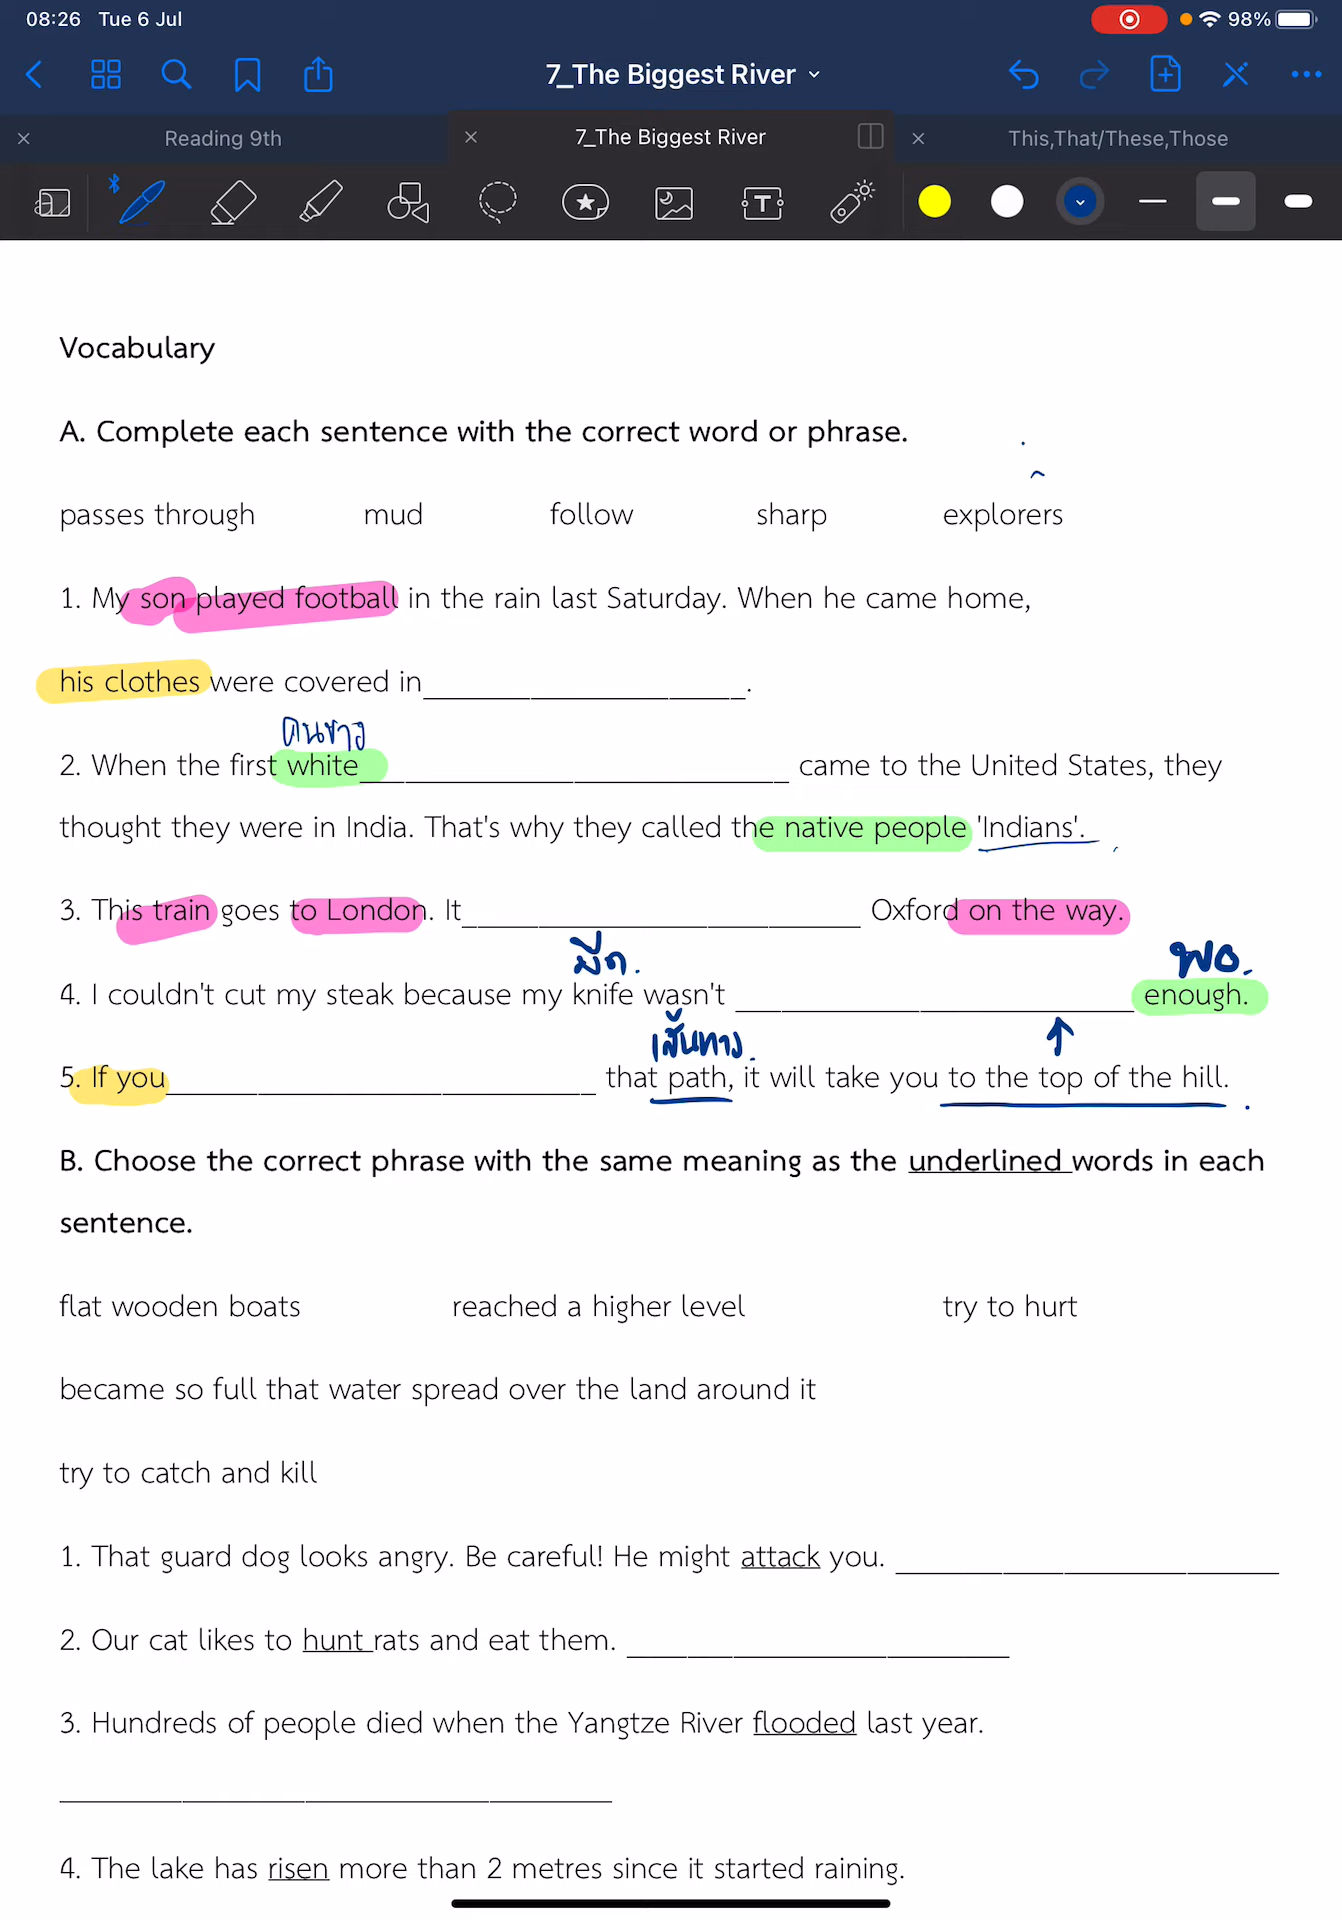 08:26 Tue 6 Jul 98%
7_The Biggest River
Reading 9th 7_The Biggest River This,That/These,Those
Vocabulary
A. Complete each sentence with the correct word or phrase.
passes through mud follow sharp explorers
1. My son played football in the rain last Saturday. When he came home,
his clothes were covered in____________________.
คนขาว
2. When the first white____________________ came to the United States, they
thought they were in India. That's why they called the native people 'Indians'.
3. This train goes to London. It____________________ Oxford on the way.
มีด. พอ.
4. I couldn't cut my steak because my knife wasn't ____________________ enough.
เส้นทาง.
5. If you____________________ that path, it will take you to the top of the hill.
B. Choose the correct phrase with the same meaning as the underlined words in each
sentence.
flat wooden boats reached a higher level try to hurt
became so full that water spread over the land around it
try to catch and kill
1. That guard dog looks angry. Be careful! He might attack you. ____________________
2. Our cat likes to hunt rats and eat them. ____________________
3. Hundreds of people died when the Yangtze River flooded last year.
____________________
4. The lake has risen more than 2 metres since it started raining.